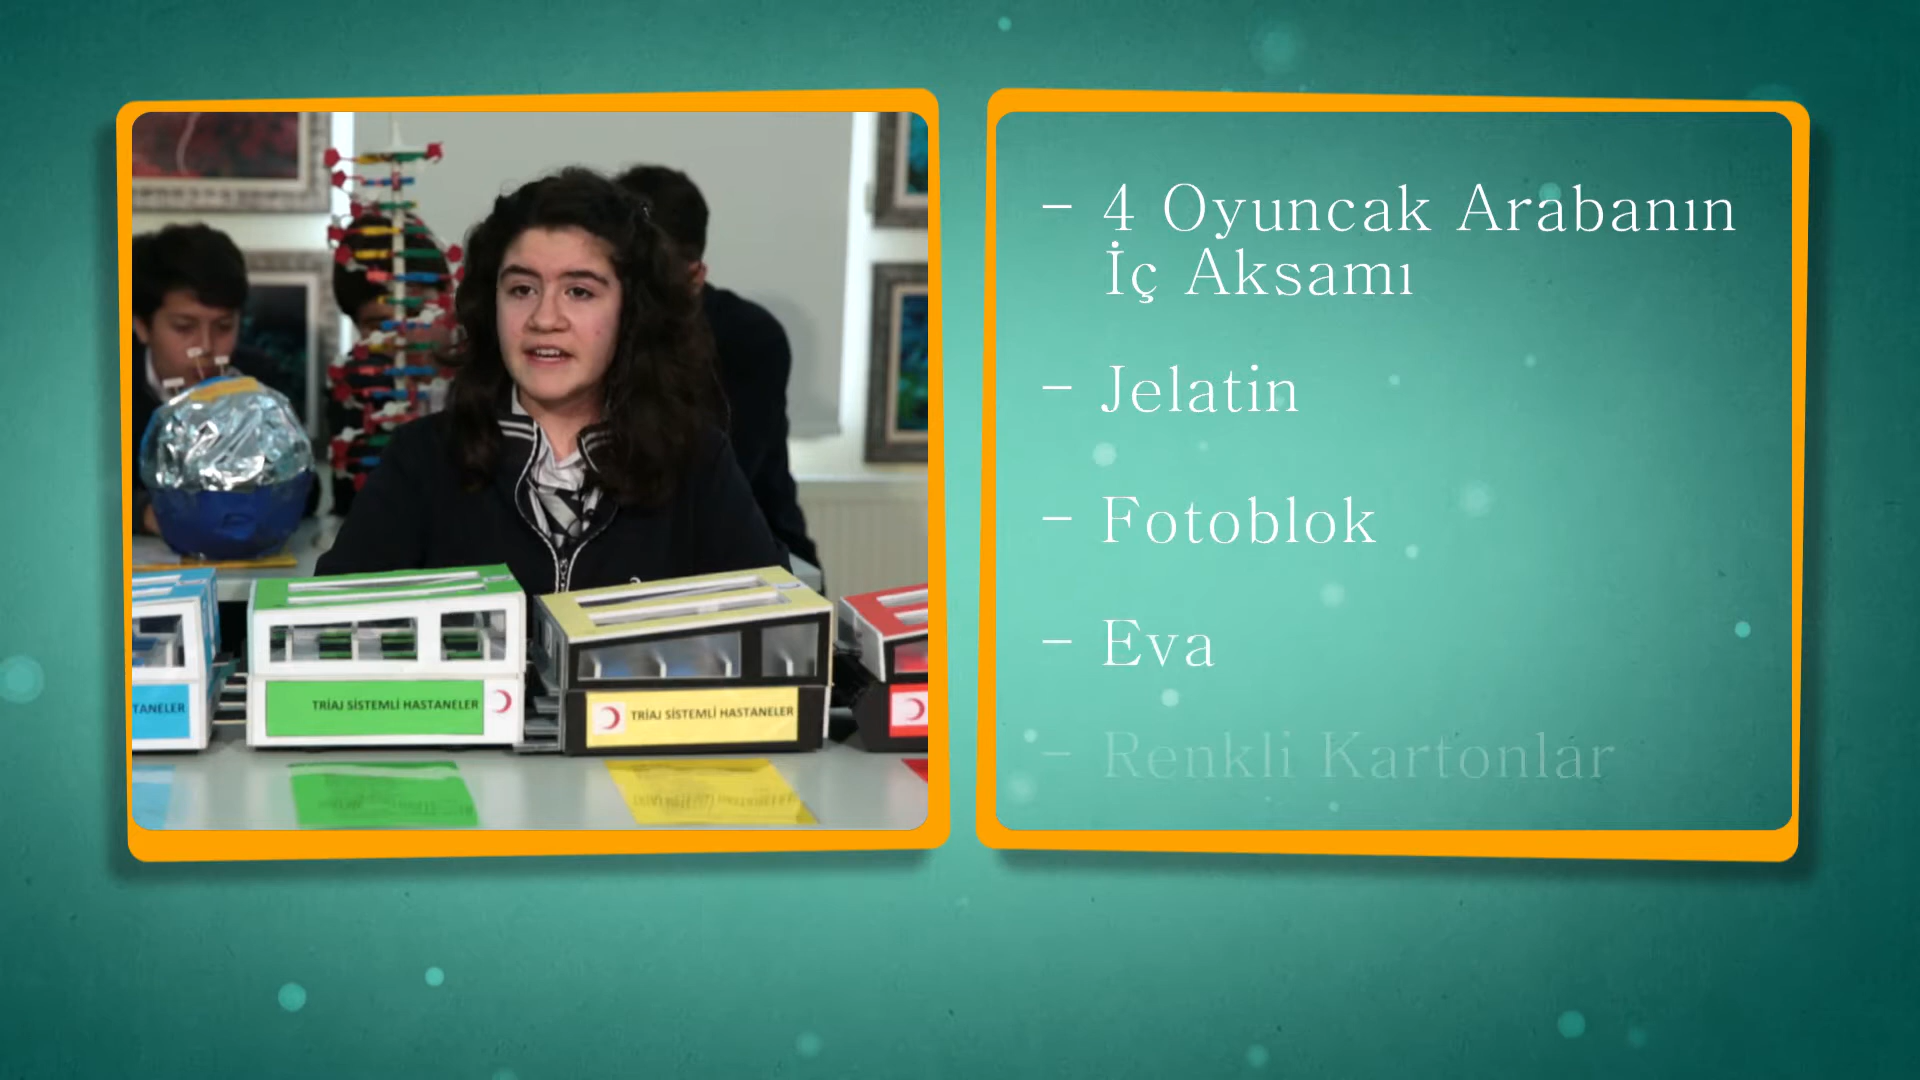 - 4 Oyuncak Arabanın
İç Aksamı
- Jelatin
- Fotoblok
- Eva
- Renkli Kartonlar
TANELER
TRİAJ SİSTEMLİ HASTANELER
TRİAJ SİSTEMLİ HASTANELER